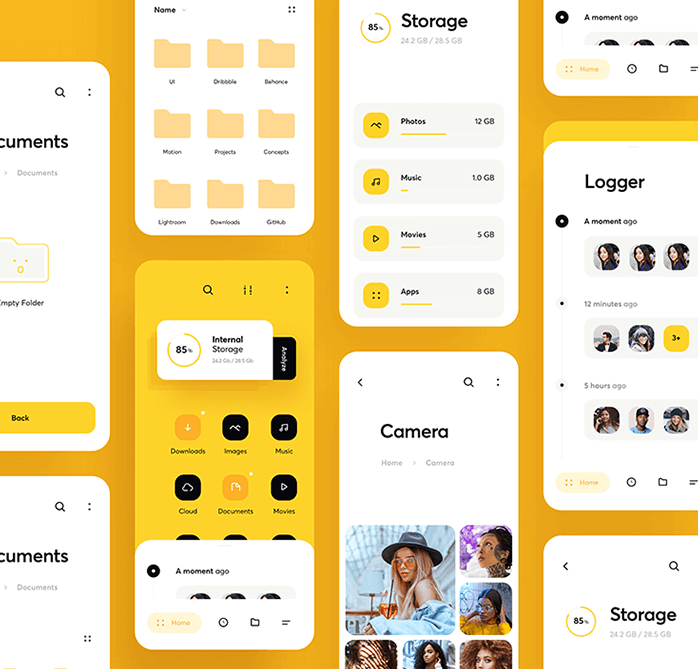 cuments
> Documents
Empty Folder
Back
cuments
> Documents
Name
UI Dribbble Behance
Motion Projects Concepts
Lightroom Downloads GitHub
85%
Internal
Storage
24.2 Gb / 28.5 Gb
Analyze
Downloads Images Music
Cloud Documents Movies
A moment ago
Home
85%
Storage
24.2 GB / 28.5 GB
Photos 12 GB
Music 1.0 GB
Movies 5 GB
Apps 8 GB
Camera
Home > Camera
A moment ago
Home
Logger
A moment ago
12 minutes ago
3+
5 hours ago
Home
85%
Storage
24.2 GB / 28.5 GB